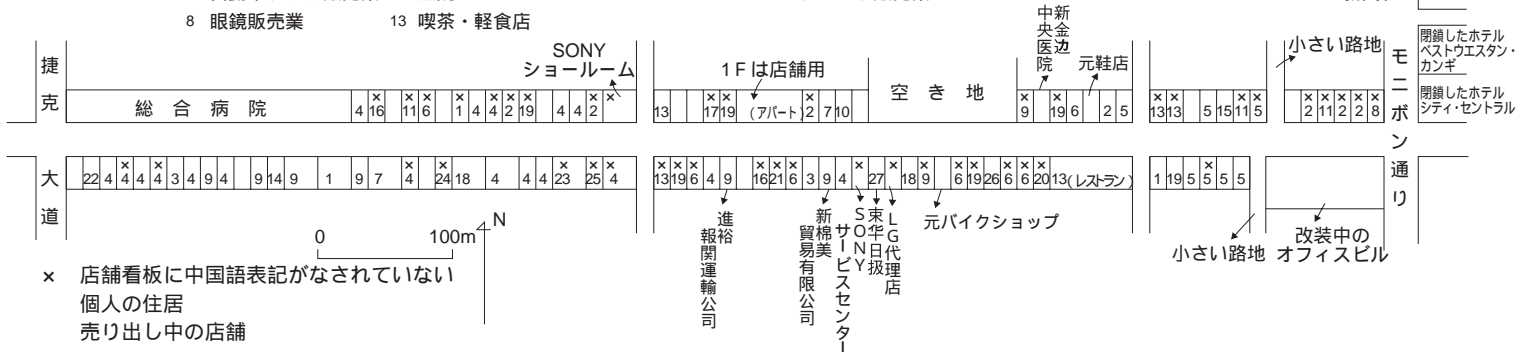 8 眼鏡販売業 13 喫茶・軽食店
捷克大道
総合病院
4 ×16 ×11 ×6 ×1 4 ×4 ×2 ×19 4 4 ×2 ×
SONY
ショールーム
13 ×17 ×19 (アパート) ×2 7 10
1Fは店舗用
空き地
×9 ×19 6 2 5
新金边
中央医院
元鞋店
×13 ×13 5 15 ×11 ×5
小さい路地
×2 ×11 ×2 ×2 ×8
モニボン通り
閉鎖したホテル
ベストウエスタン・
カンギ
閉鎖したホテル
シティ・セントラル
22 4 ×4 4 ×4 3 4 9 4 9 14 9 1 9 7 ×4 ×24 18 4 4 4 ×23 ×25 ×4
×13 ×19 ×6 4 9 ×16 ×21 ×6 3 9 4 × 27 × 18 ×9 ×6 ×19 26 ×6 ×6 ×20 13(レストラン)
1 19 5 ×5 5 5
進裕
報関運輸公司
新棉美
貿易有限公司
SONY
サービスセンター
東华日报
LG代理店
元バイクショップ
小さい路地
改装中の
オフィスビル
0 100m
N
× 店舗看板に中国語表記がなされていない
個人の住居
売り出し中の店舗